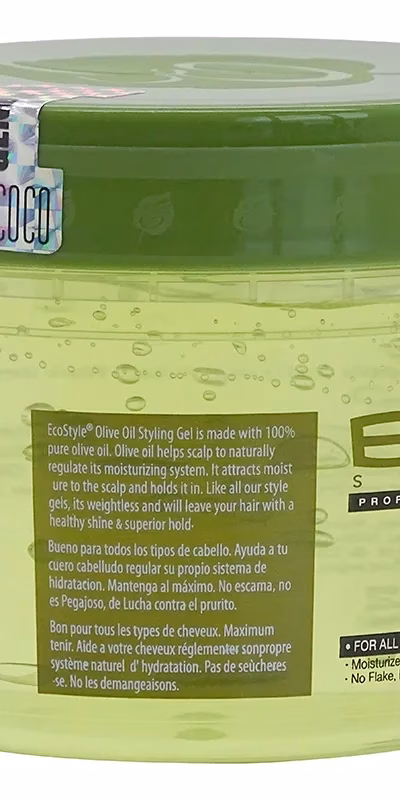 COCO
EcoStyle® Olive Oil Styling Gel is made with 100%
pure olive oil. Olive oil helps scalp to naturally
regulate its moisturizing system. It attracts moist
ure to the scalp and holds it in. Like all our style
gels, its weightless and will leave your hair with a
healthy shine & superior hold.
Bueno para todos los tipos de cabello. Ayuda a tu
cuero cabelludo regular su propio sistema de
hidratacion. Mantenga al máximo. No escama, no
es Pegajoso, de Lucha contra el prurito.
Bon pour tous les types de cheveux. Maximum
tenir. Aide a votre cheveux réglementer sonpropre
système naturel d' hydratation. Pas de seùcheres
-se. No les demangeaisons.
E
S
PROF
• FOR ALL
· Moisturize
· No Flake,